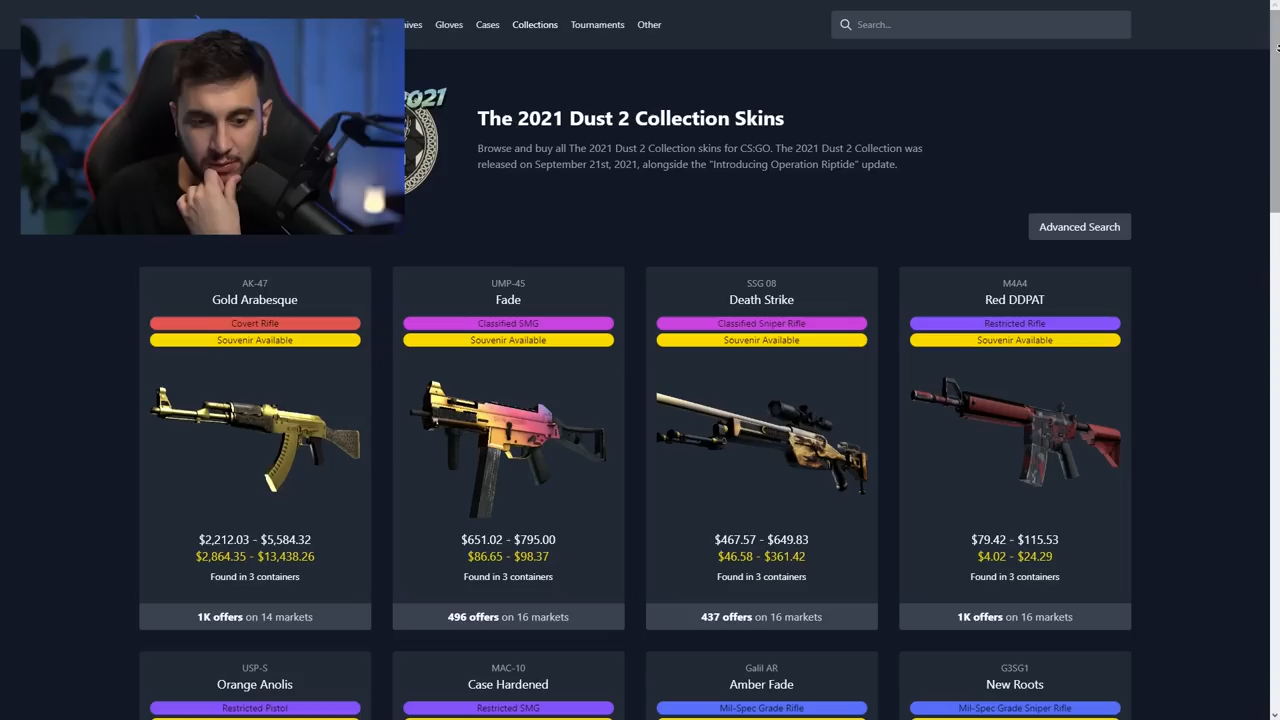 Gloves
Cases
Collections
Tournaments
Other
Search...
2021
The 2021 Dust 2 Collection Skins
Browse and buy all The 2021 Dust 2 Collection skins for CS:GO. The 2021 Dust 2 Collection was
released on September 21st, 2021, alongside the "Introducing Operation Riptide" update.
Advanced Search
AK-47
Gold Arabesque
Covert Rifle
Souvenir Available
$2,212.03 - $5,584.32
$2,864.35 - $13,438.26
Found in 3 containers
1K offers on 14 markets
UMP-45
Fade
Classified SMG
Souvenir Available
$651.02 - $795.00
$86.65 - $98.37
Found in 3 containers
496 offers on 16 markets
SSG 08
Death Strike
Classified Sniper Rifle
Souvenir Available
$467.57 - $649.83
$46.58 - $361.42
Found in 3 containers
437 offers on 16 markets
M4A4
Red DDPAT
Restricted Rifle
Souvenir Available
$79.42 - $115.53
$4.02 - $24.29
Found in 3 containers
1K offers on 16 markets
USP-S
Orange Anolis
Restricted Pistol
MAC-10
Case Hardened
Restricted SMG
Galil AR
Amber Fade
Mil-Spec Grade Rifle
G3SG1
New Roots
Mil-Spec Grade Sniper Rifle